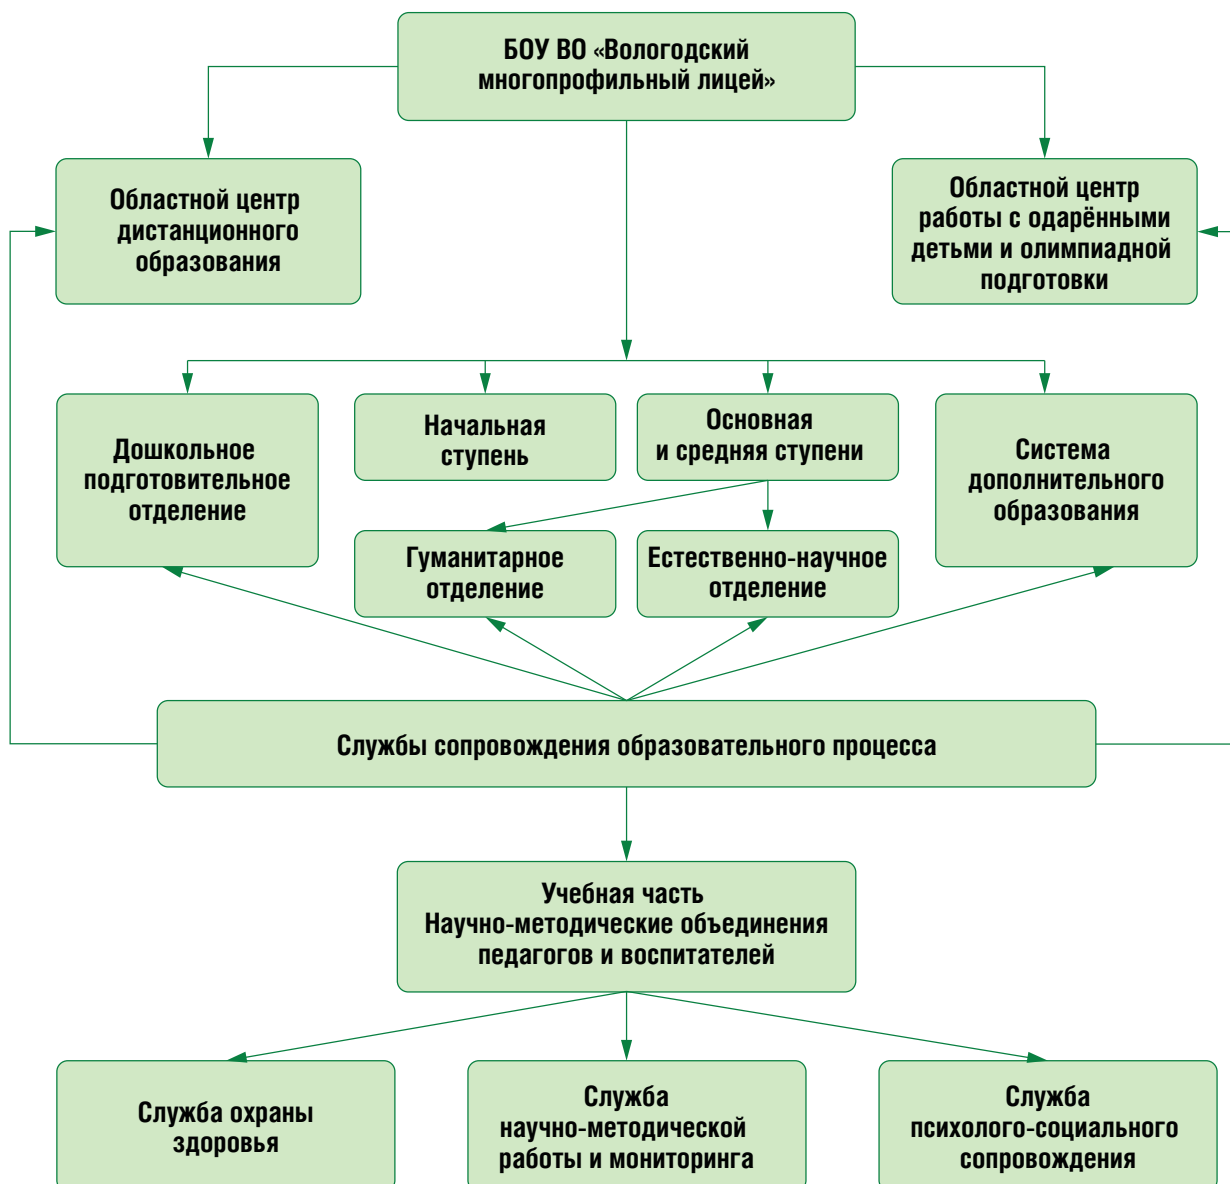 БОУ ВО «Вологодский
многопрофильный лицей»
Областной центр
дистанционного
образования
Областной центр
работы с одарёнными
детьми и олимпиадной
подготовки
Дошкольное
подготовительное
отделение
Начальная
ступень
Основная
и средняя ступени
Система
дополнительного
образования
Гуманитарное
отделение
Естественно-научное
отделение
Службы сопровождения образовательного процесса
Учебная часть
Научно-методические объединения
педагогов и воспитателей
Служба охраны
здоровья
Служба
научно-методической
работы и мониторинга
Служба
психолого-социального
сопровождения